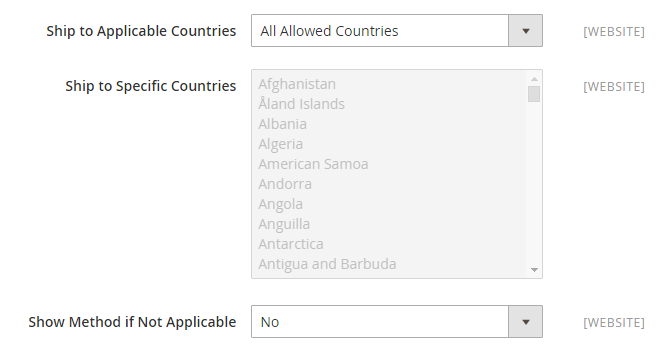 Ship to Applicable Countries All Allowed Countries [WEBSITE]
Ship to Specific Countries Afghanistan [WEBSITE]
Åland Islands
Albania
Algeria
American Samoa
Andorra
Angola
Anguilla
Antarctica
Antigua and Barbuda
Show Method if Not Applicable No [WEBSITE]